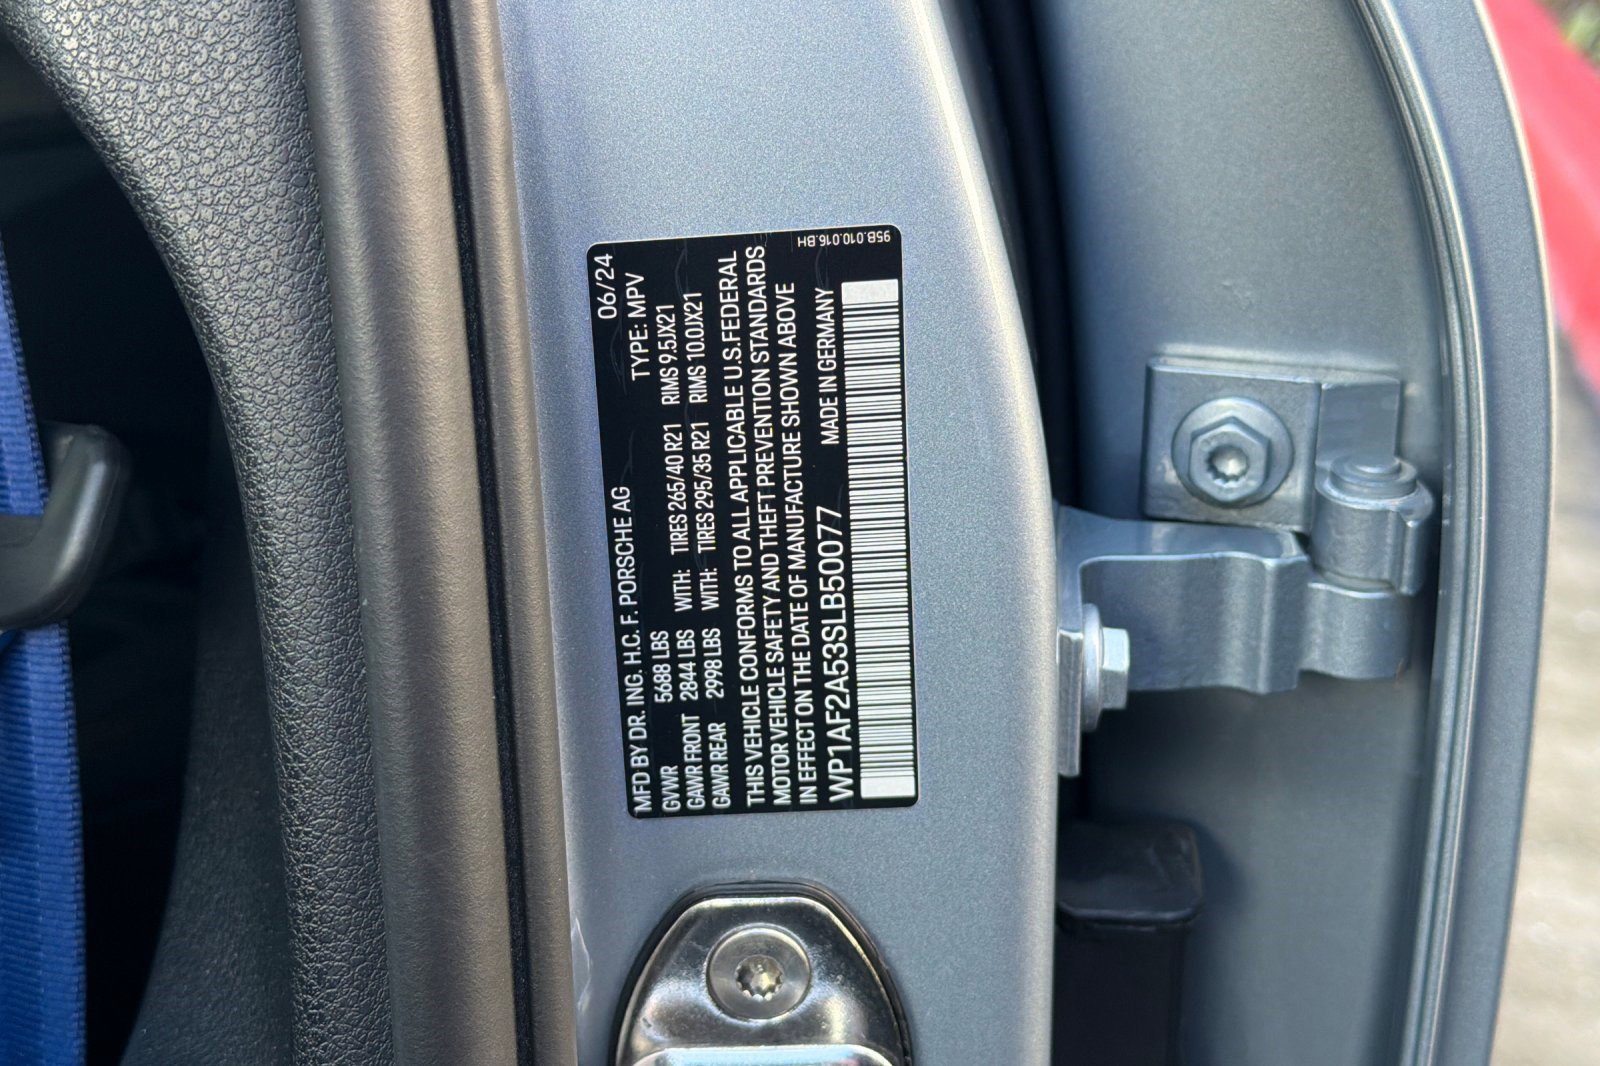 MFD BY DR. ING. H.C. F. PORSCHE AG 06/24
GVWR 5688 LBS TYPE: MPV
GAWR FRONT 2844 LBS WITH: TIRES 265/40 R21 RIMS 9.5JX21
GAWR REAR 2998 LBS WITH: TIRES 295/35 R21 RIMS 10.0JX21
THIS VEHICLE CONFORMS TO ALL APPLICABLE U.S.FEDERAL
MOTOR VEHICLE SAFETY AND THEFT PREVENTION STANDARDS
IN EFFECT ON THE DATE OF MANUFACTURE SHOWN ABOVE
WP1AF2A53SLB50077 MADE IN GERMANY
95B.010.016.BH